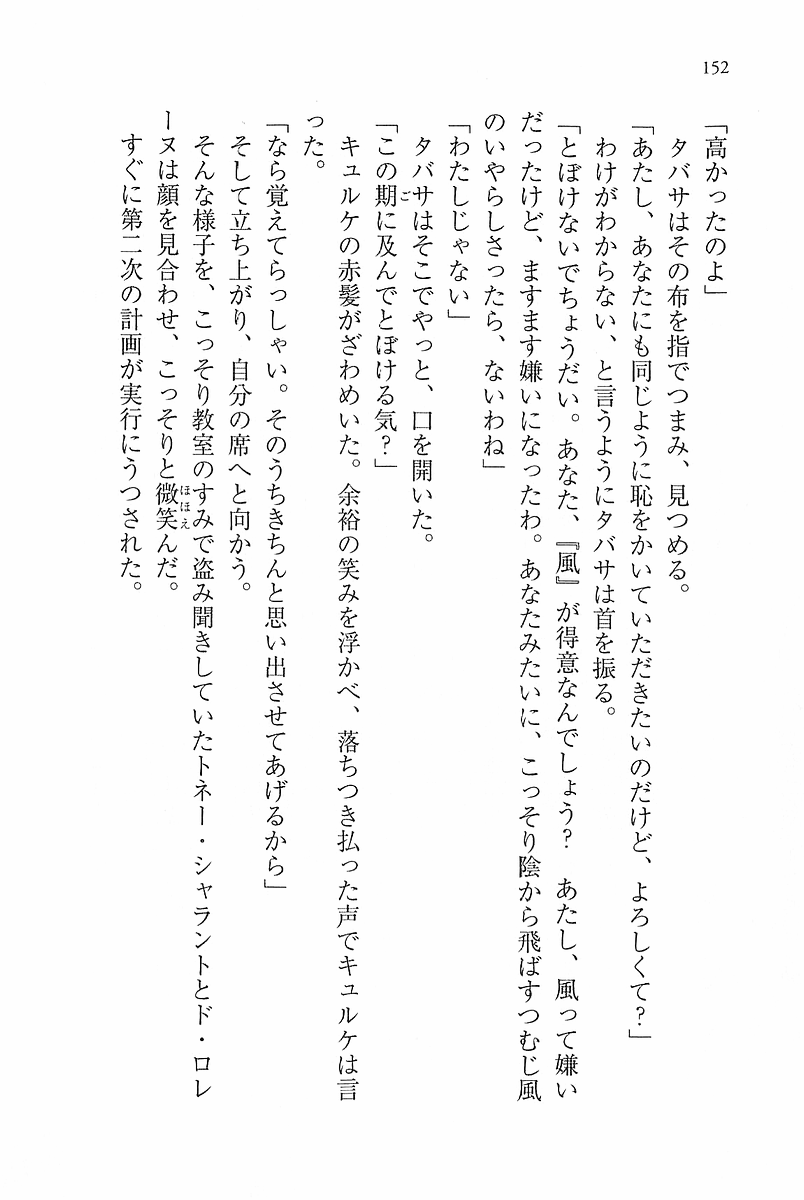 152
「高かったのよ」
タバサはその布を指でつまみ、見つめる。
「あたし、あなたにも同じように恥をかいていただきたいのだけど、よろしくて？」
わけがわからない、と言うようにタバサは首を振る。
「とぼけないでちょうだい。あなた、『風』が得意なんでしょう？　あたし、風って嫌い
だったけど、ますます嫌いになったわ。あなたみたいに、こっそり陰から飛ばすつむじ風
のいやらしさったら、ないわね」
「わたしじゃない」
タバサはそこでやっと、口を開いた。
「この期に及んでとぼける気？」
キュルケの赤髪がざわめいた。余裕の笑みを浮かべ、落ちつき払った声でキュルケは言
った。
「なら覚えてらっしゃい。そのうちきちんと思い出させてあげるから」
そして立ち上がり、自分の席へと向かう。
そんな様子を、こっそり教室のすみで盗み聞きしていたトネー・シャラントとド・ロレ
ーヌは顔を見合わせ、こっそりと微笑んだ。
すぐに第二次の計画が実行にうつされた。